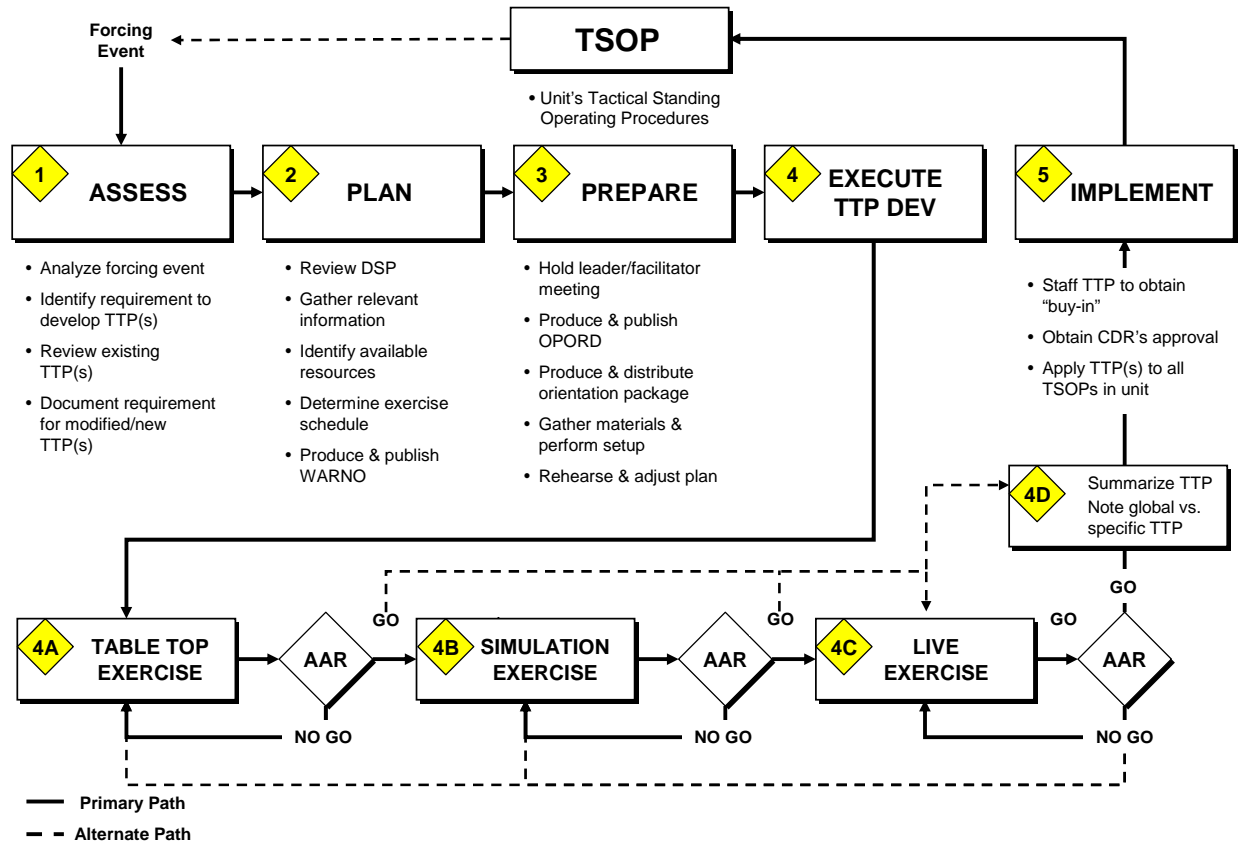 Forcing
Event
TSOP
• Unit's Tactical Standing
Operating Procedures
1
ASSESS
2
PLAN
3
PREPARE
4
EXECUTE
TTP DEV
5
IMPLEMENT
• Analyze forcing event
• Identify requirement to
develop TTP(s)
• Review existing
TTP(s)
• Document requirement
for modified/new
TTP(s)
• Review DSP
• Gather relevant
information
• Identify available
resources
• Determine exercise
schedule
• Produce & publish
WARNO
• Hold leader/facilitator
meeting
• Produce & publish
OPORD
• Produce & distribute
orientation package
• Gather materials &
perform setup
• Rehearse & adjust plan
• Staff TTP to obtain
“buy-in”
• Obtain CDR's approval
• Apply TTP(s) to all
TSOPs in unit
4D
Summarize TTP
Note global vs.
specific TTP
GO
4A
TABLE TOP
EXERCISE
AAR
GO
NO GO
4B
SIMULATION
EXERCISE
AAR
GO
NO GO
4C
LIVE
EXERCISE
AAR
GO
NO GO
Primary Path
Alternate Path